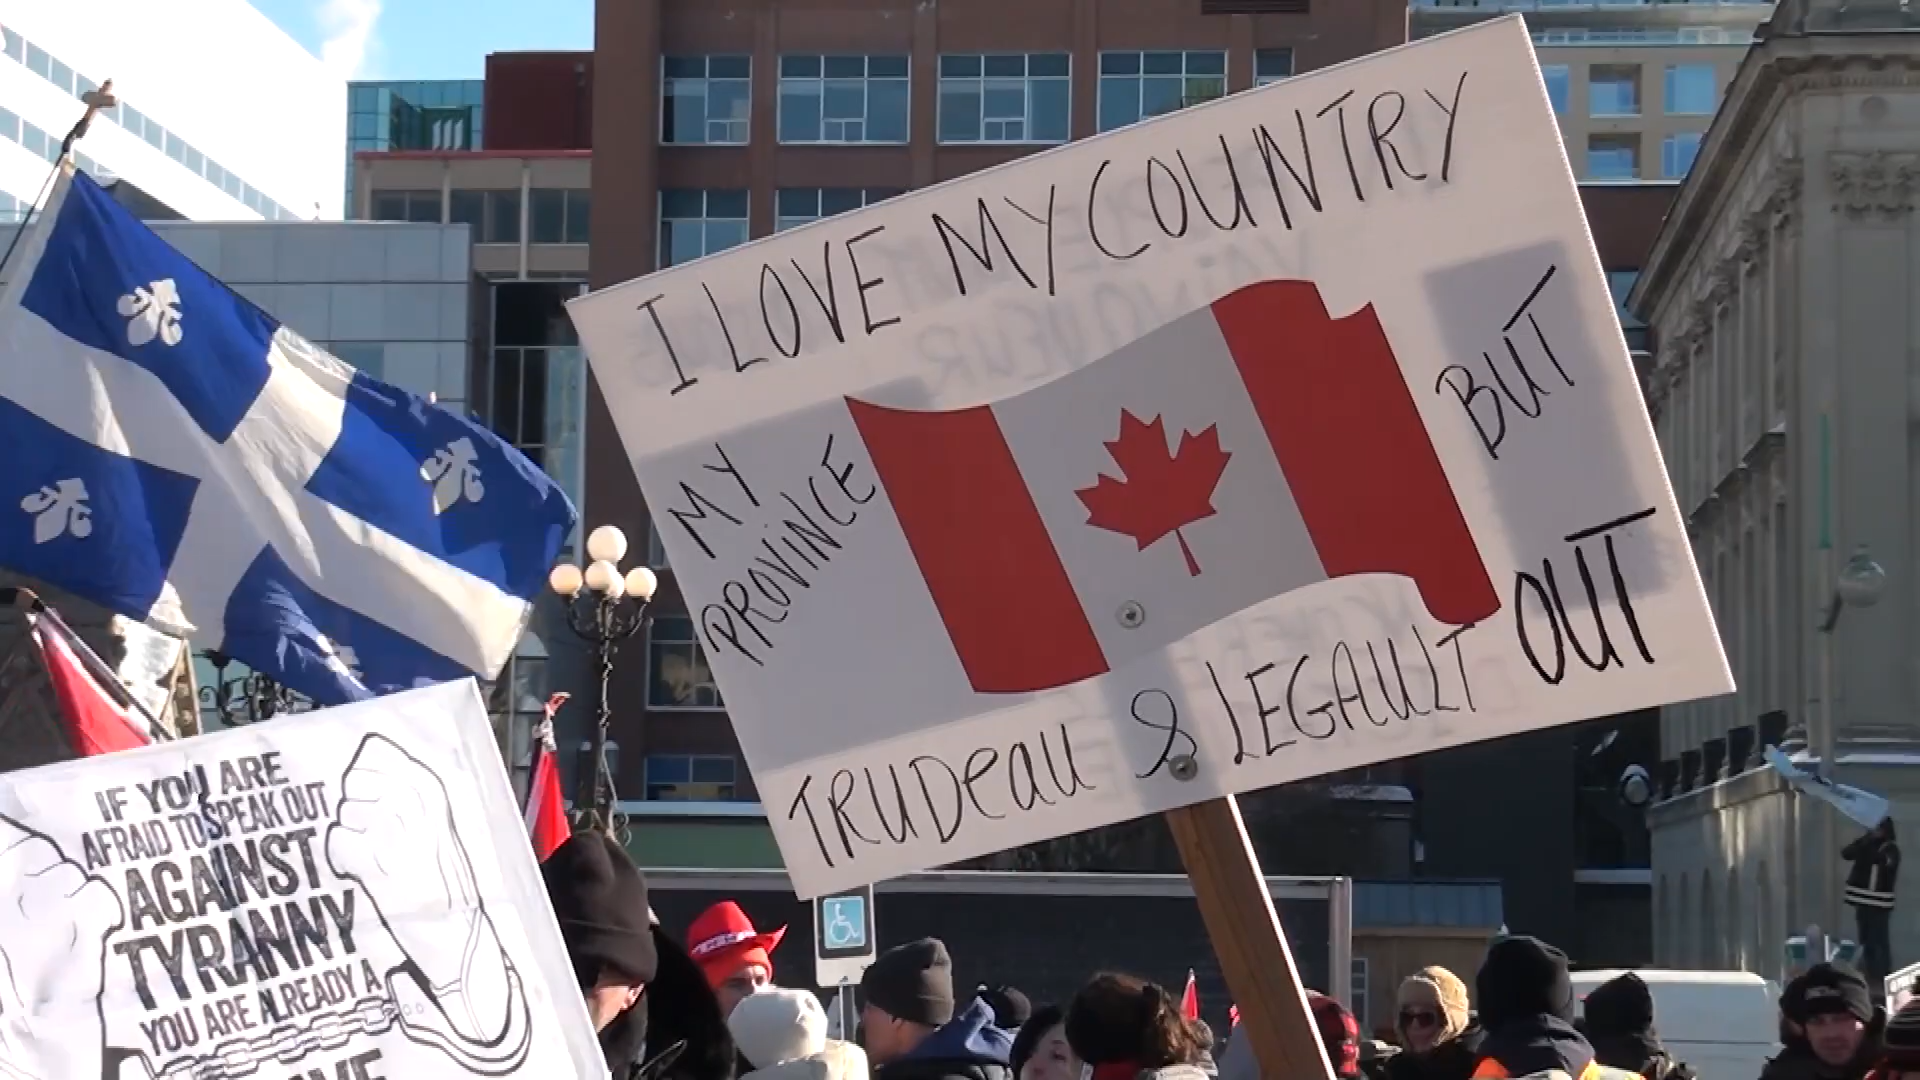 I LOVE MY COUNTRY
MY
PROVINCE
BUT
TRUDeau & LEGAULT OUT
IF YOU ARE
AFRAID TO SPEAK OUT
AGAINST
TYRANNY
YOU ARE ALREADY A